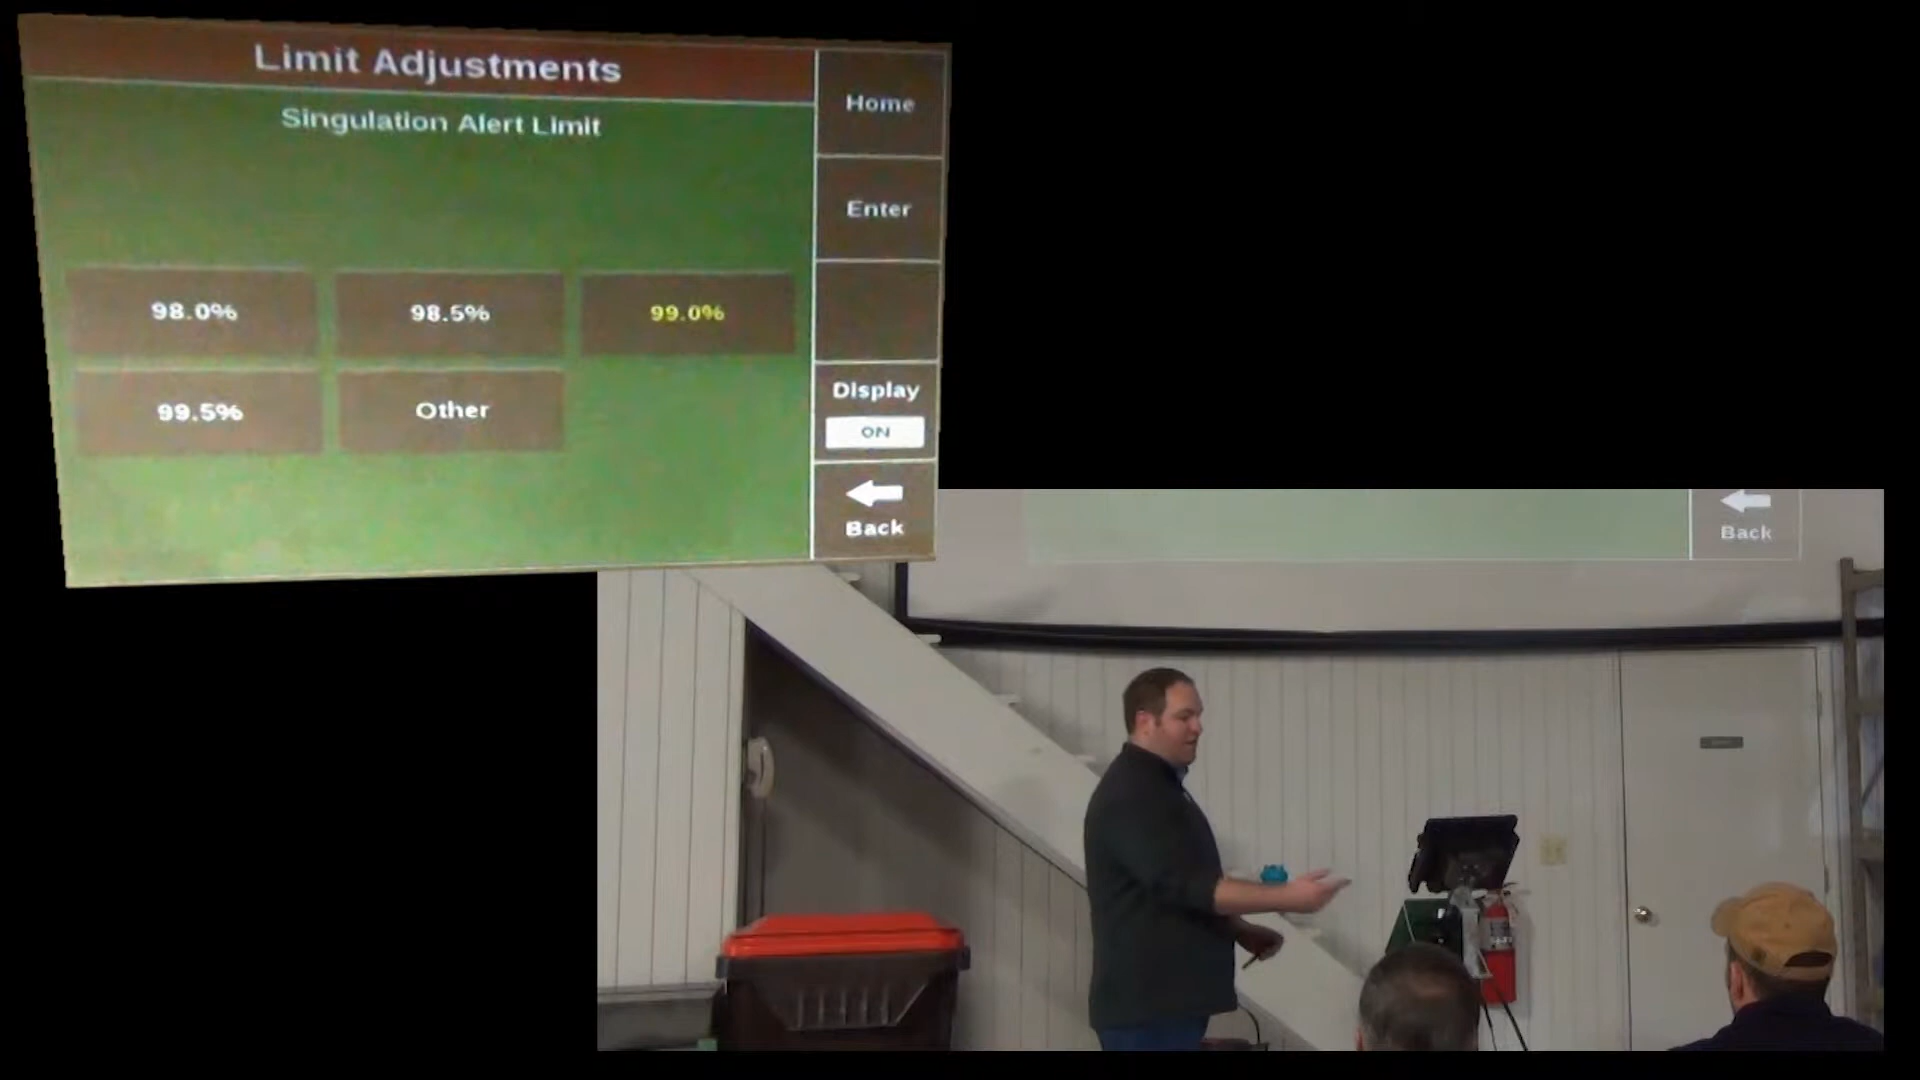 Limit Adjustments
Singulation Alert Limit
98.0%
98.5%
99.0%
99.5%
Other
Home
Enter
Display
ON
Back
Back